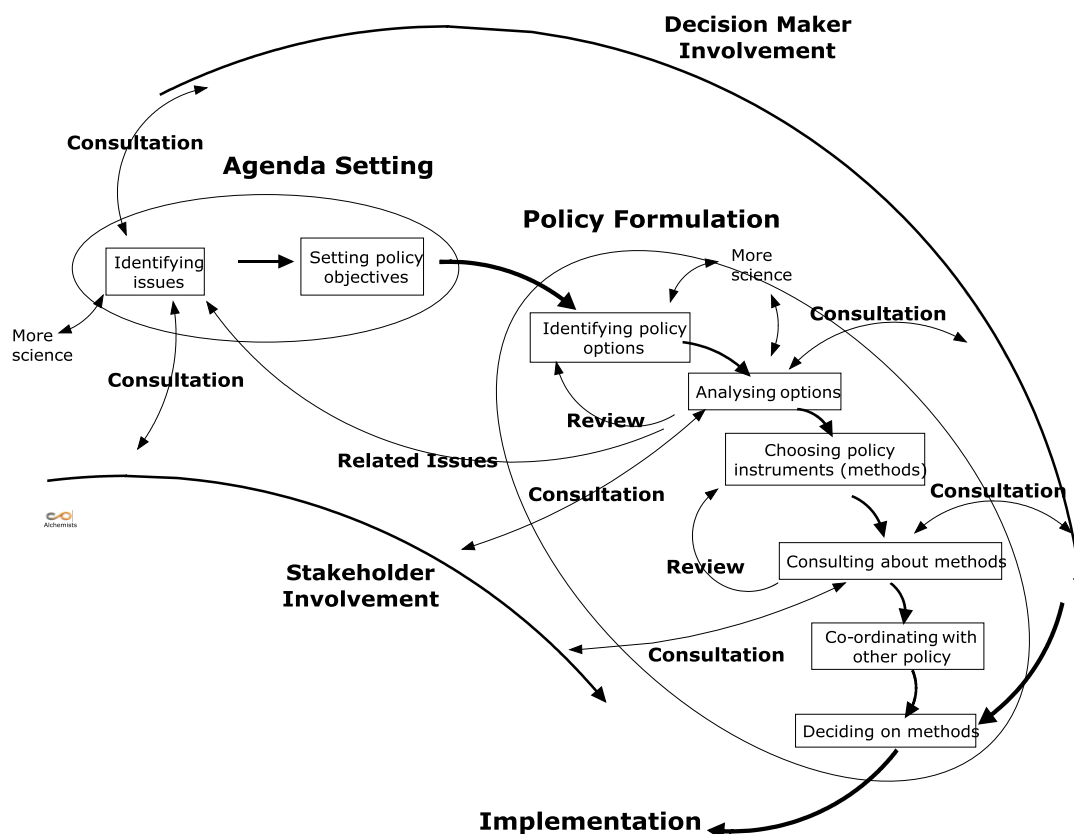 Decision Maker
Involvement
Consultation
Agenda Setting
Policy Formulation
Identifying
issues
Setting policy
objectives
More
science
More
science
Consultation
Identifying policy
options
Consultation
Analysing options
Review
Related Issues
Choosing policy
instruments (methods)
Consultation
Consultation
Alchemists
Stakeholder
Involvement
Review
Consulting about methods
Co-ordinating with
other policy
Consultation
Deciding on methods
Implementation